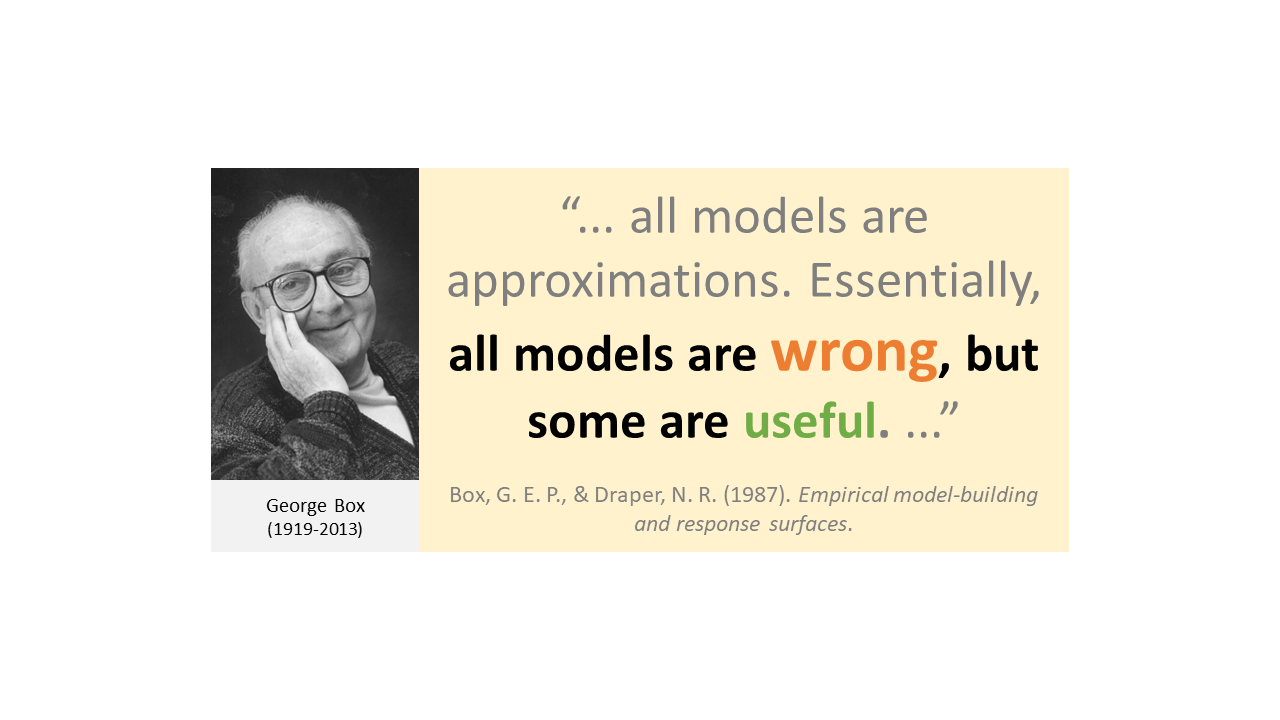 “... all models are
approximations. Essentially,
all models are wrong, but
some are useful. ...”
Box, G. E. P., & Draper, N. R. (1987). Empirical model-building
and response surfaces.
George Box
(1919-2013)